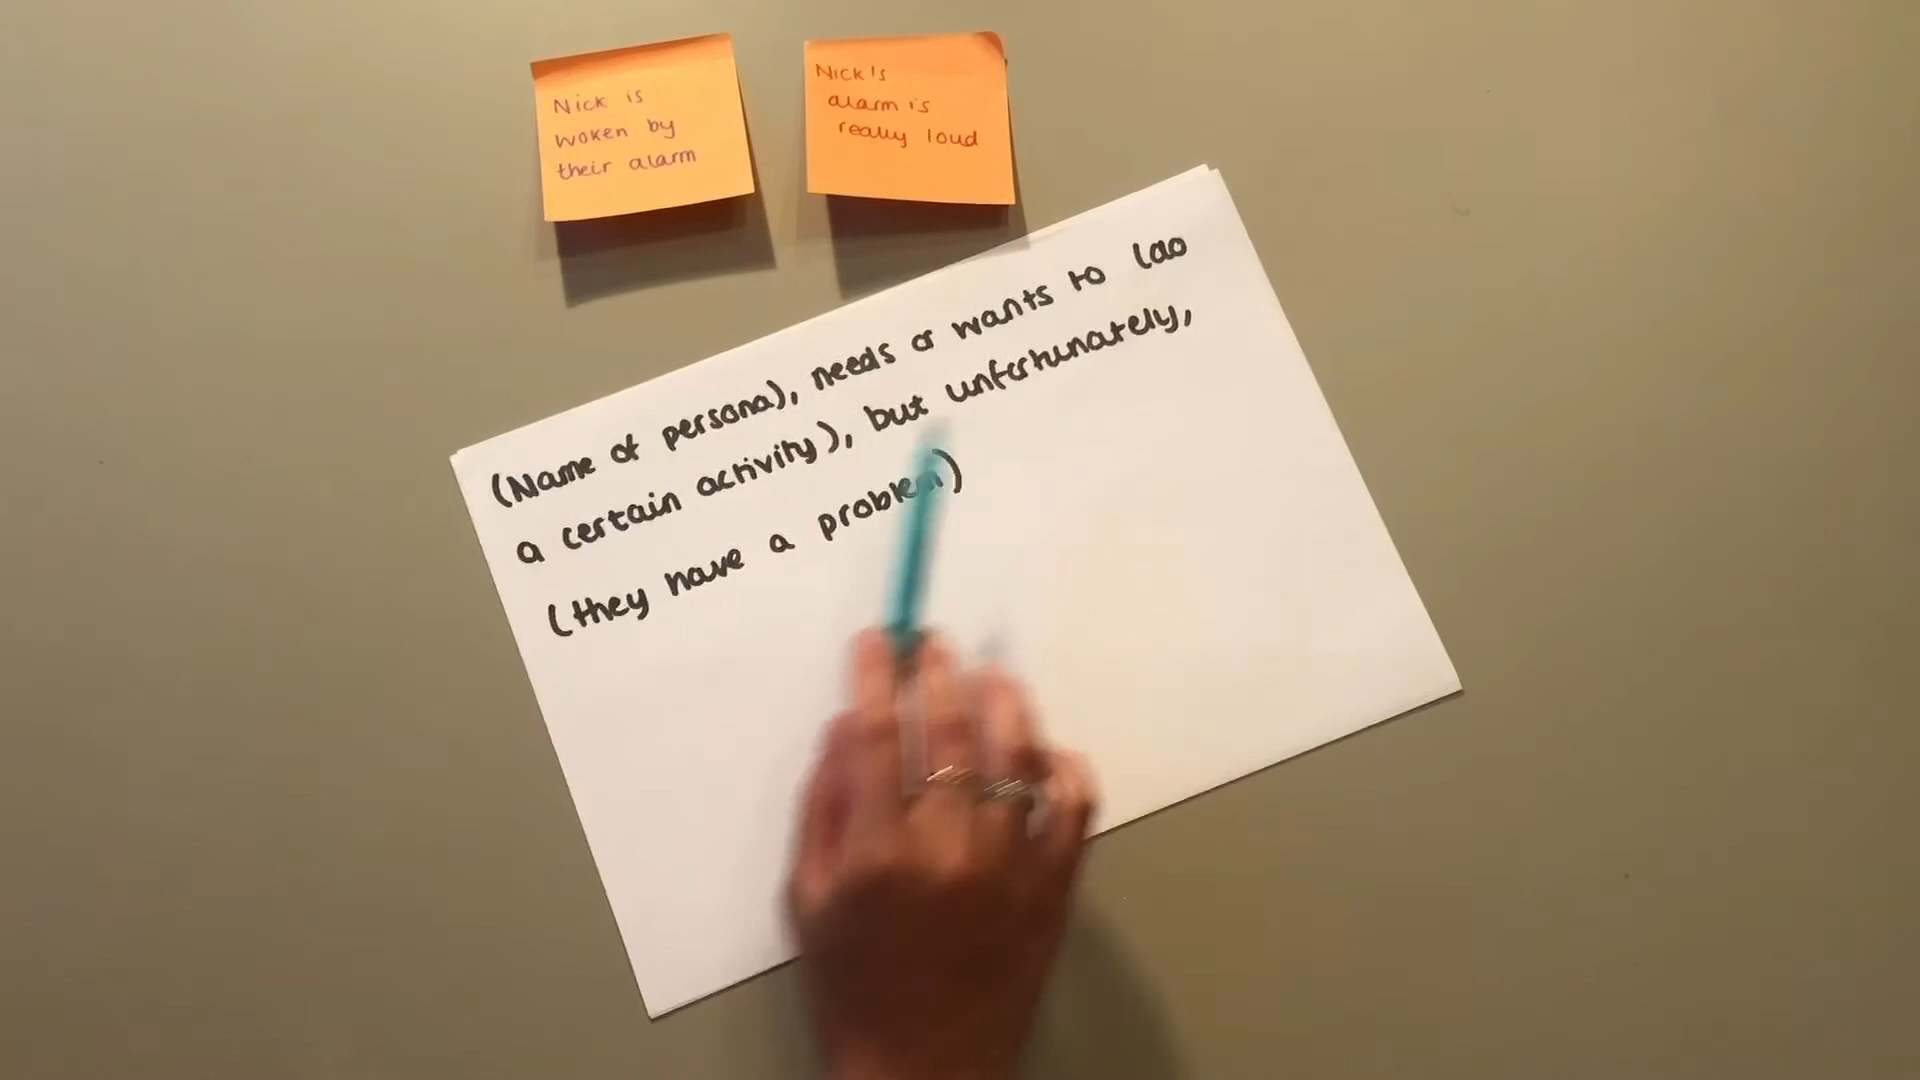 Nick is
woken by
their alarm
Nick's
alarm is
really loud
(Name of persona), needs or wants to (do
a certain activity), but unfortunately,
(they have a problem)